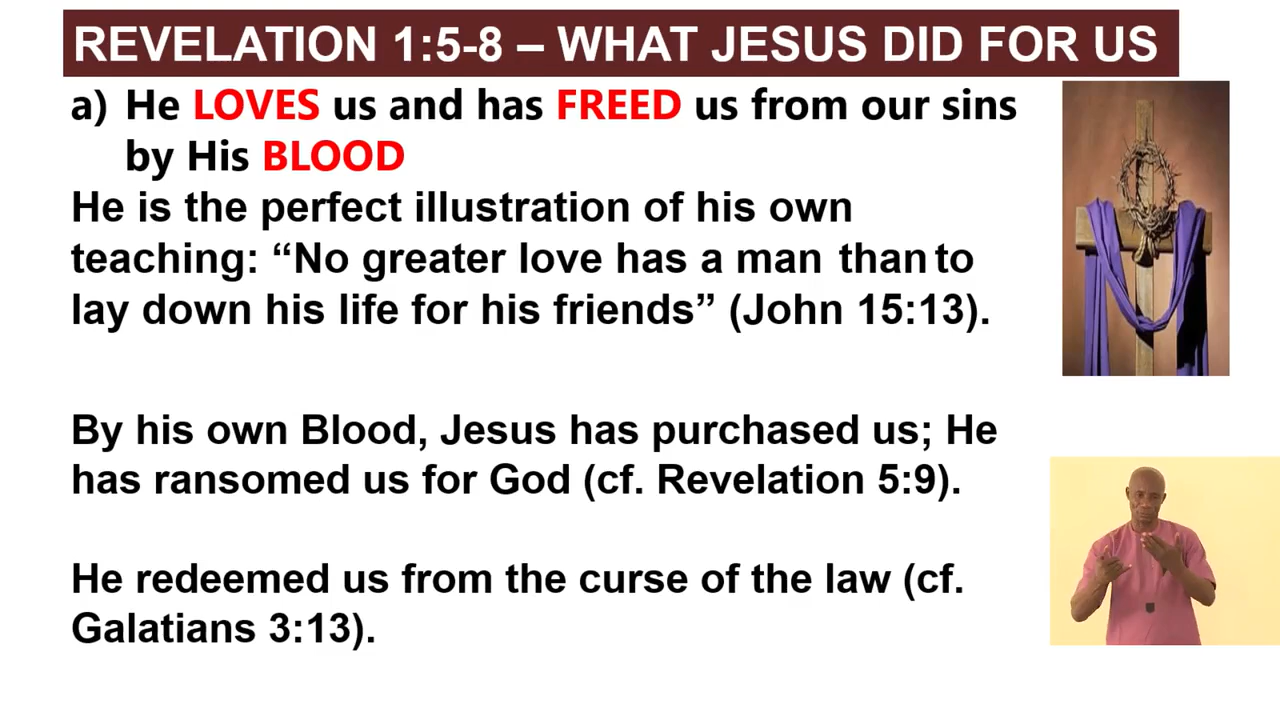 REVELATION 1:5-8 – WHAT JESUS DID FOR US
a) He LOVES us and has FREED us from our sins
by His BLOOD
He is the perfect illustration of his own
teaching: “No greater love has a man than to
lay down his life for his friends” (John 15:13).
By his own Blood, Jesus has purchased us; He
has ransomed us for God (cf. Revelation 5:9).
He redeemed us from the curse of the law (cf.
Galatians 3:13).